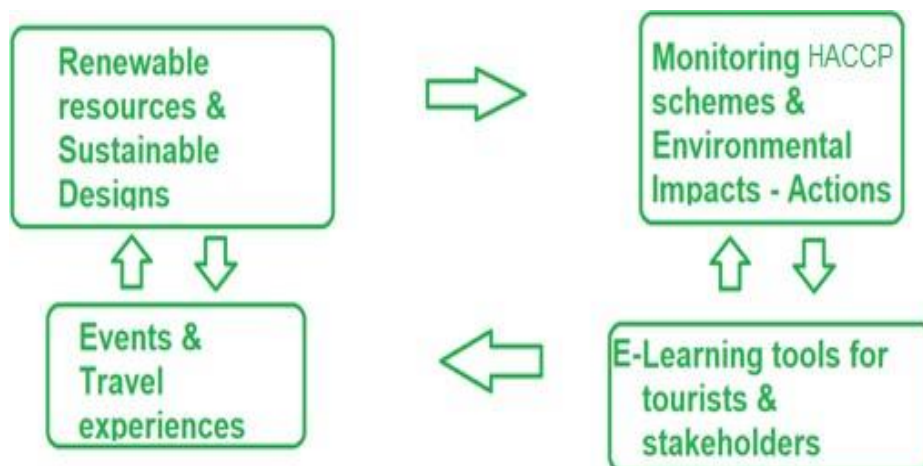 Renewable
resources &
Sustainable
Designs
Monitoring HACCP
schemes &
Environmental
Impacts - Actions
Events &
Travel
experiences
E-Learning tools for
tourists &
stakeholders